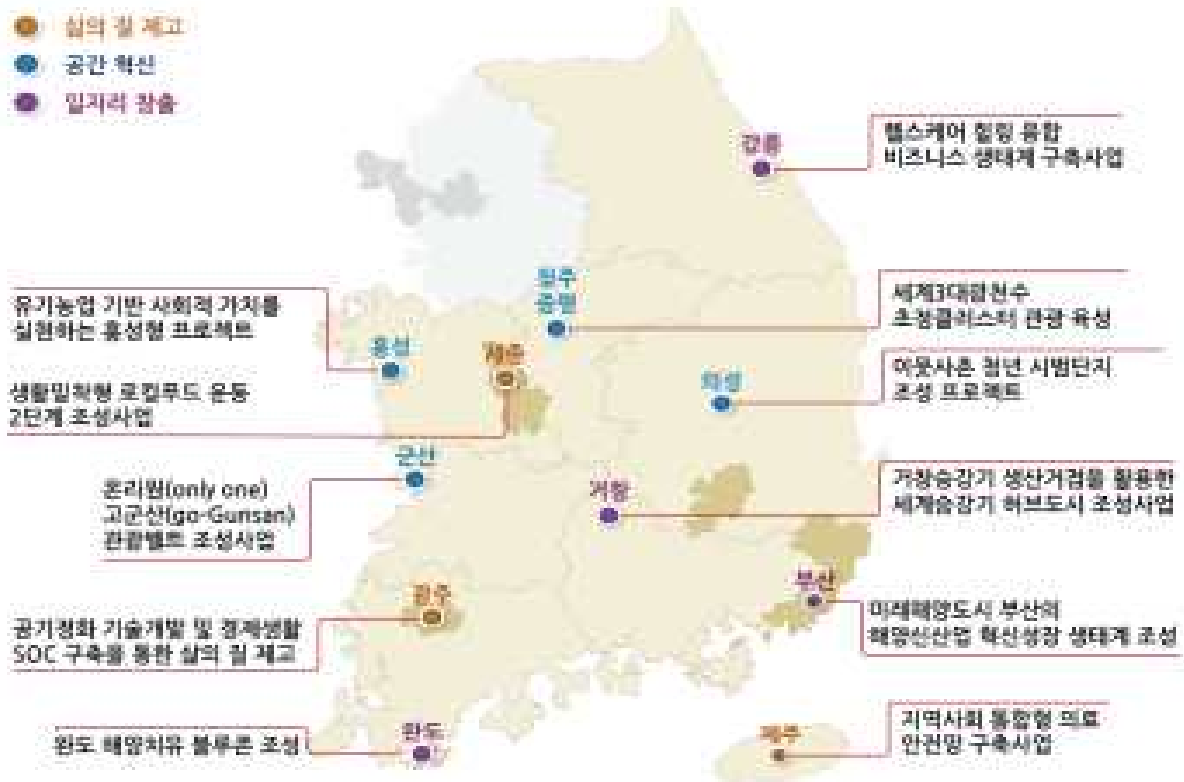 삶의 질 제고
공간 혁신
일자리 창출
강릉
헬스케어 힐링 융합
비즈니스 생태계 구축사업
청주
증평
세계3대광천수
초정클러스터 관광 육성
유기농업 기반 사회적 가치를
실현하는 홍성형 프로젝트
홍성
의성
이웃사촌 청년 시범단지
조성 프로젝트
생활밀착형 로컬푸드 운동
2단계 조성사업
군산
온리원(only one)
고군산(go-Gunsan)
관광벨트 조성사업
거창
거창승강기 생산거점을 활용한
세계승강기 허브도시 조성사업
부산
미래해양도시 부산의
해양신산업 혁신성장 생태계 조성
광주
공기정화 기술개발 및 경제생활
SOC 구축을 통한 삶의 질 제고
완도
완도 해양치유 블루존 조성
제주
지역사회 통합형 의료
안전망 구축사업